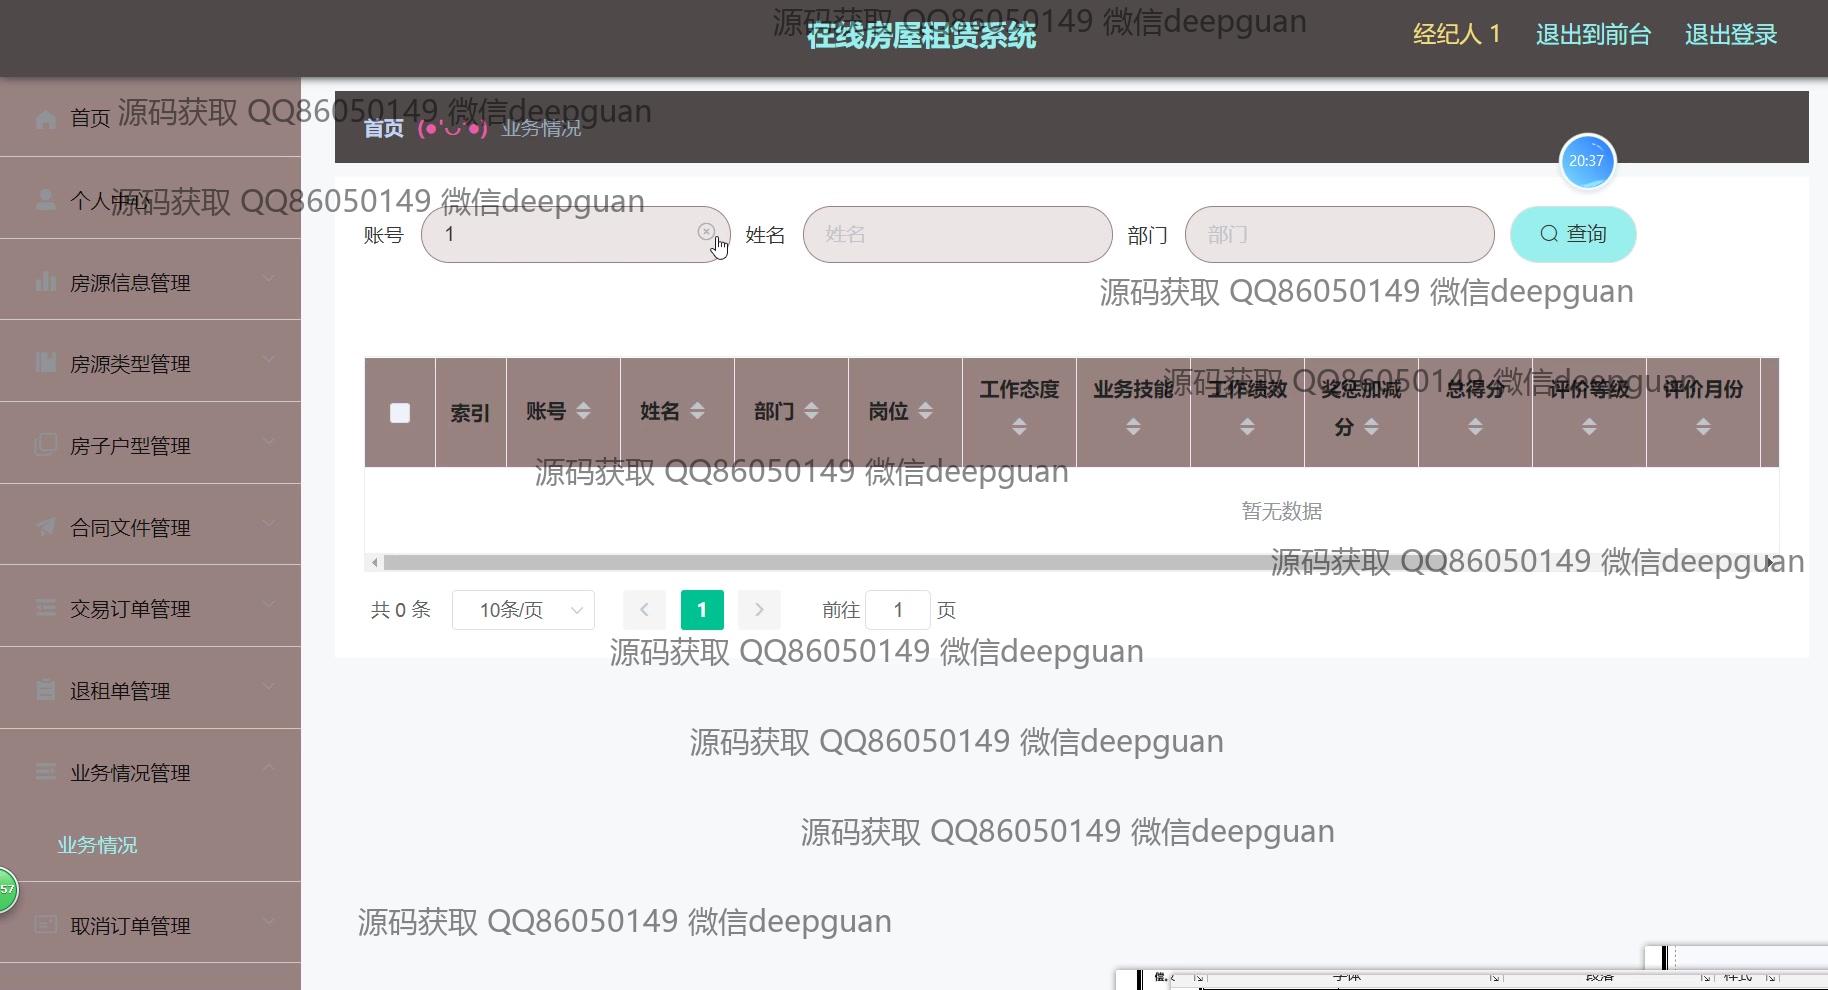 在线房屋租赁系统
经纪人 1
退出到前台
退出登录
源码获取 QQ86050149 微信deepguan
首页
源码获取 QQ86050149 微信deepguan
首页 (●'◡'●) 业务情况
20:37
个人中心
源码获取 QQ86050149 微信deepguan
账号 1 姓名 姓名 部门 部门 查询
房源信息管理
源码获取 QQ86050149 微信deepguan
房源类型管理
源码获取 QQ86050149 微信deepguan
索引 账号 姓名 部门 岗位 工作态度 业务技能 工作绩效 奖惩加减分 总得分 评价等级 评价月份
房子户型管理
源码获取 QQ86050149 微信deepguan
暂无数据
合同文件管理
源码获取 QQ86050149 微信deepguan
交易订单管理
共 0 条 10条/页 1 前往 1 页
源码获取 QQ86050149 微信deepguan
退租单管理
源码获取 QQ86050149 微信deepguan
业务情况管理
源码获取 QQ86050149 微信deepguan
业务情况
57
取消订单管理
源码获取 QQ86050149 微信deepguan
字体
段落
样式